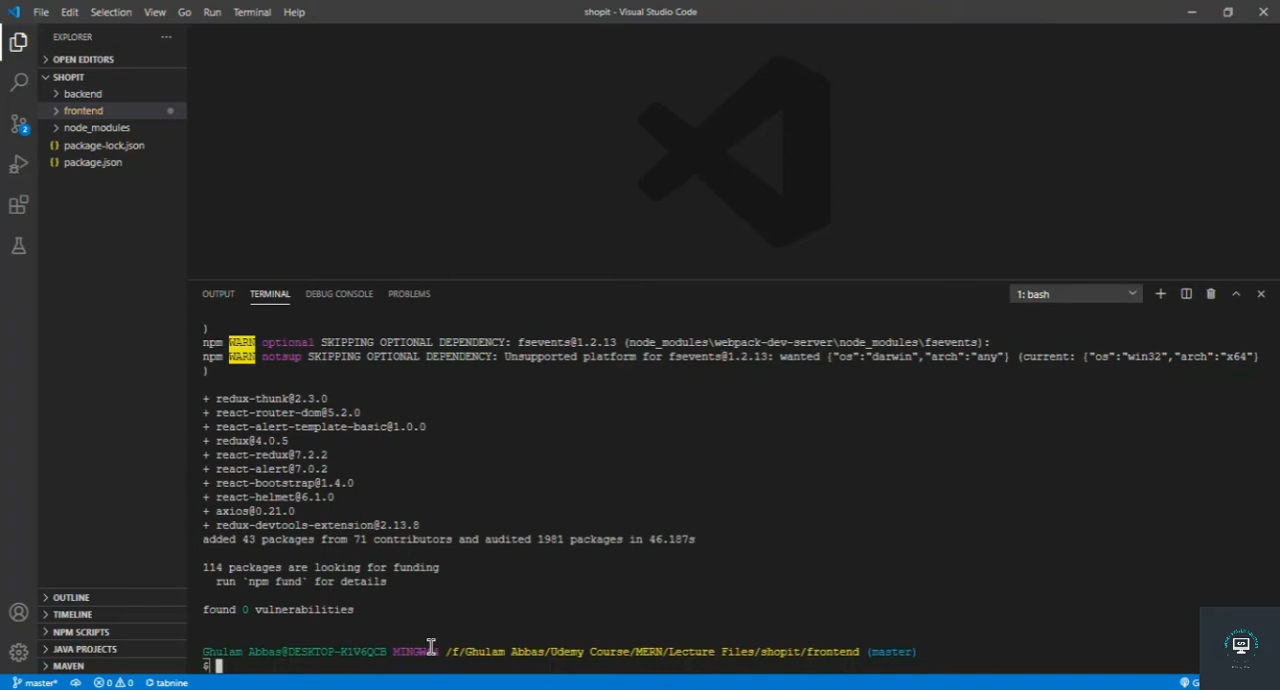 File Edit Selection View Go Run Terminal Help
shopit - Visual Studio Code
EXPLORER
OPEN EDITORS
SHOPIT
backend
frontend
node_modules
package-lock.json
package.json
OUTLINE
TIMELINE
NPM SCRIPTS
JAVA PROJECTS
MAVEN
2
OUTPUT TERMINAL DEBUG CONSOLE PROBLEMS
1: bash
)
npm WARN optional SKIPPING OPTIONAL DEPENDENCY: fsevents@1.2.13 (node_modules\webpack-dev-server\node_modules\fsevents):
npm WARN notsup SKIPPING OPTIONAL DEPENDENCY: Unsupported platform for fsevents@1.2.13: wanted {"os":"darwin","arch":"any"} (current: {"os":"win32","arch":"x64"}
)
+ redux-thunk@2.3.0
+ react-router-dom@5.2.0
+ react-alert-template-basic@1.0.0
+ redux@4.0.5
+ react-redux@7.2.2
+ react-alert@7.0.2
+ react-bootstrap@1.4.0
+ react-helmet@6.1.0
+ axios@0.21.0
+ redux-devtools-extension@2.13.8
added 43 packages from 71 contributors and audited 1981 packages in 46.187s
114 packages are looking for funding
run `npm fund` for details
found 0 vulnerabilities
Ghulam Abbas@DESKTOP-K1V6QCB /f/Ghulam Abbas/Udemy Course/MERN/Lecture Files/shopit/frontend (master)
master* 0 0 tabnine